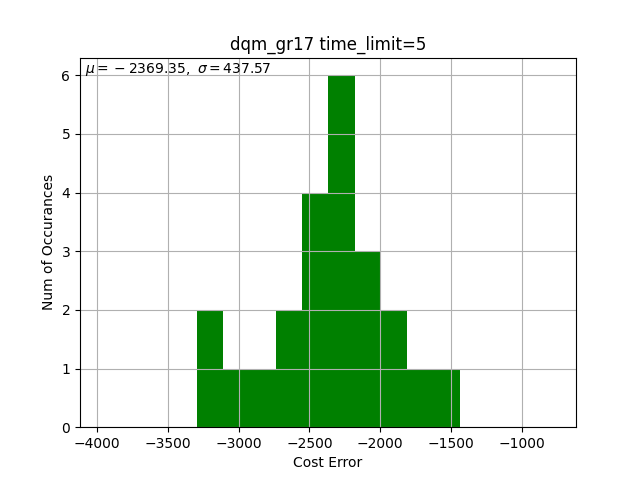 dqm_gr17 time_limit=5
μ = −2369.35, σ = 437.57
6
5
4
3
2
1
0
Num of Occurances
−4000 −3500 −3000 −2500 −2000 −1500 −1000
Cost Error